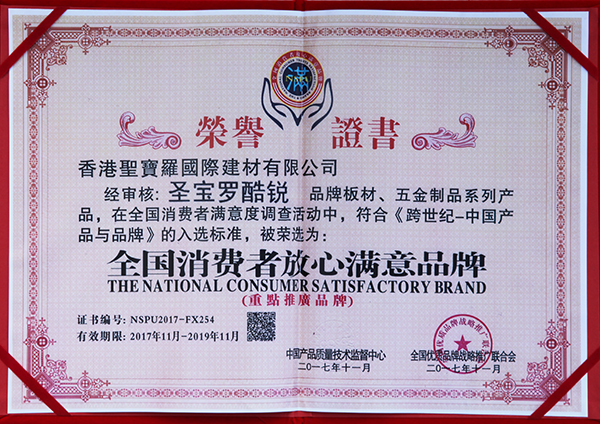 榮譽 證書
香港聖寶羅國際建材有限公司
经审核: 圣宝罗酷锐 品牌板材、五金制品系列产
品，在全国消费者满意度调查活动中，符合《跨世纪-中国产
品与品牌》的入选标准，被荣选为：
全国消费者放心满意品牌
THE NATIONAL CONSUMER SATISFACTORY BRAND
(重點推廣品牌)
证书编号: NSPU2017-FX254
有效期限: 2017年11月-2019年11月
中国产品质量技术监督中心
二〇一七年十一月
全国优质品牌战略推广联合会
二〇一七年十一月